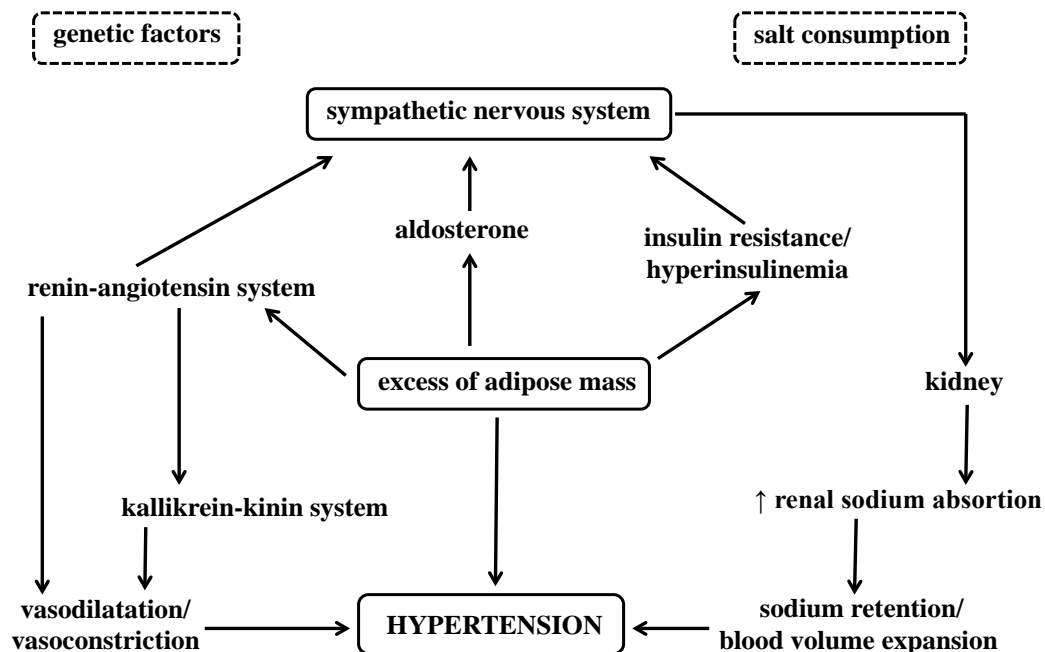 genetic factors
salt consumption
sympathetic nervous system
aldosterone
insulin resistance/
hyperinsulinemia
renin-angiotensin system
excess of adipose mass
kidney
kallikrein-kinin system
↑ renal sodium absortion
vasodilatation/
vasoconstriction
HYPERTENSION
sodium retention/
blood volume expansion